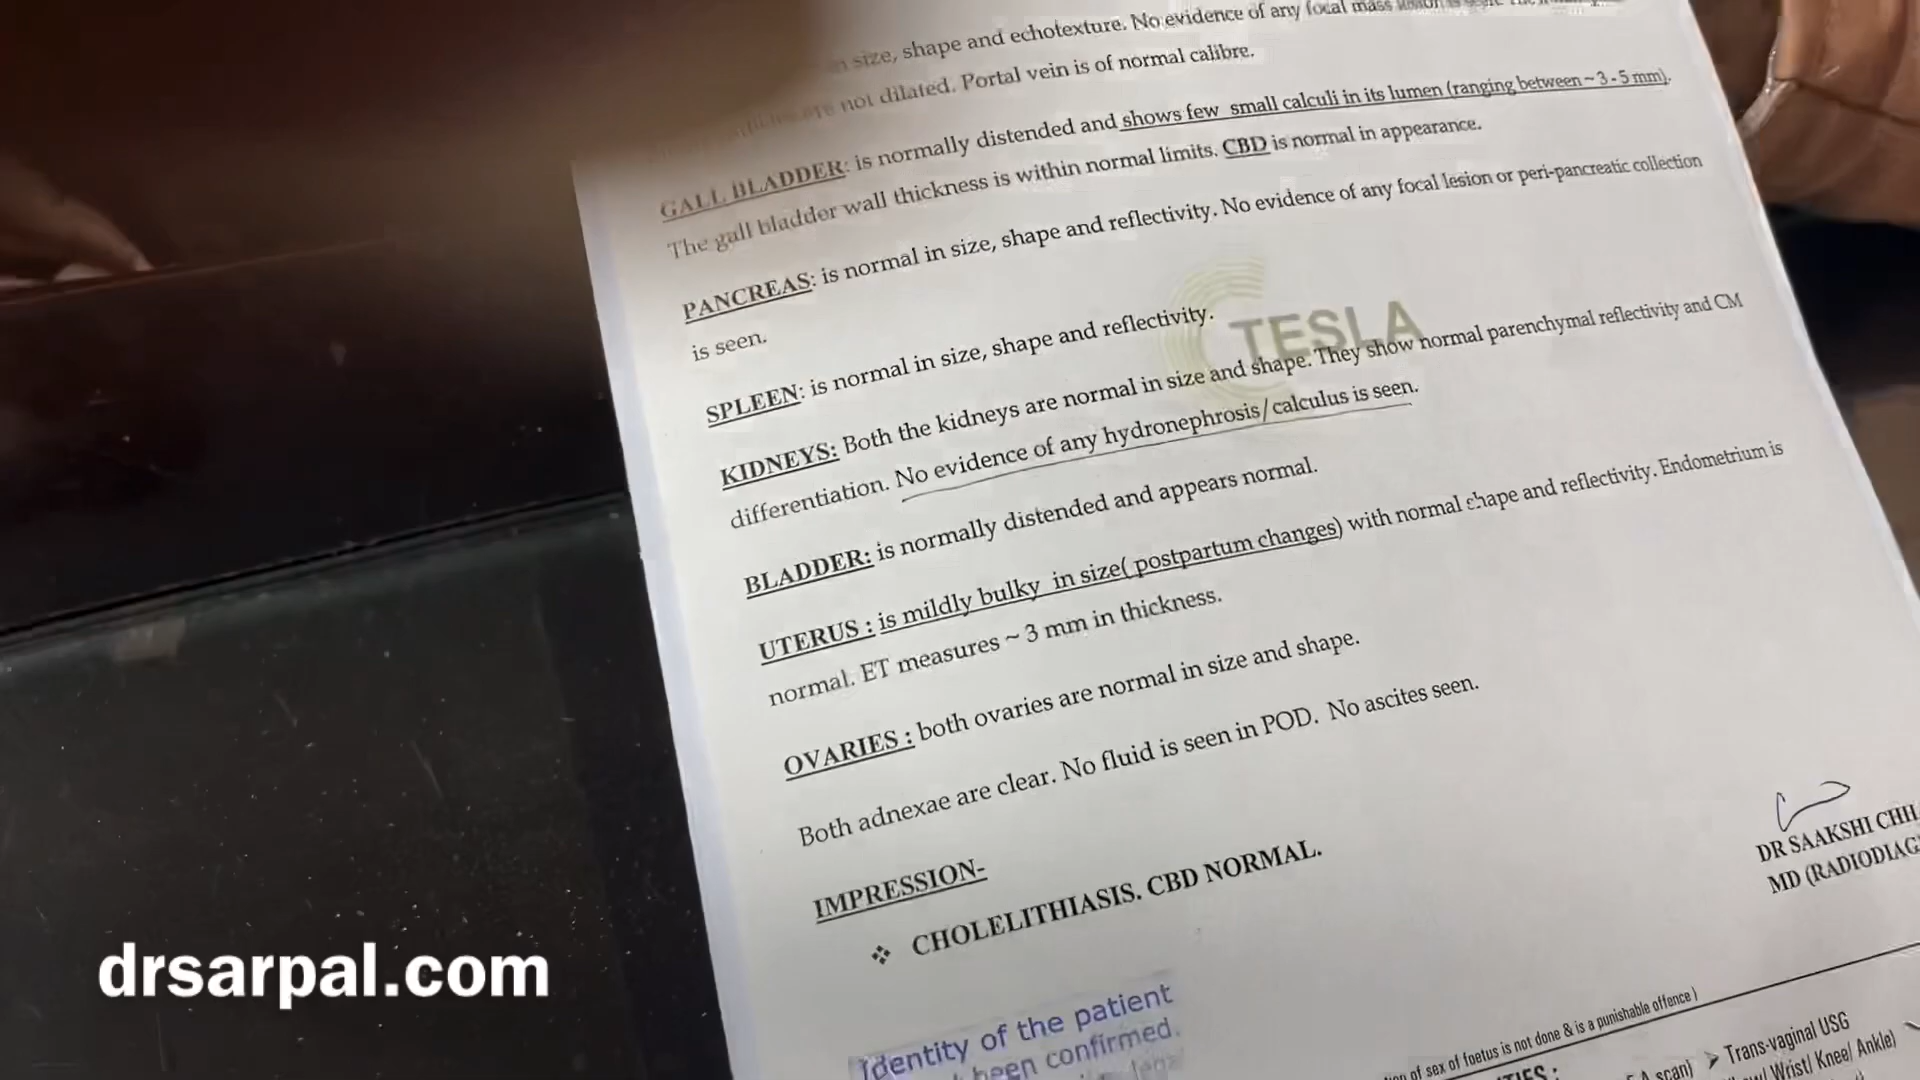 size, shape and echotexture. No evidence of any focal mass
are not dilated. Portal vein is of normal calibre.
GALL BLADDER: is normally distended and shows few small calculi in its lumen (ranging between ~ 3 - 5 mm).
The gall bladder wall thickness is within normal limits. CBD is normal in appearance.
PANCREAS: is normal in size, shape and reflectivity. No evidence of any focal lesion or peri-pancreatic collection
is seen.
SPLEEN: is normal in size, shape and reflectivity.
TESLA
KIDNEYS: Both the kidneys are normal in size and shape. They show normal parenchymal reflectivity and CM
differentiation. No evidence of any hydronephrosis/calculus is seen.
BLADDER: is normally distended and appears normal.
UTERUS : is mildly bulky in size( postpartum changes) with normal shape and reflectivity. Endometrium is
normal. ET measures ~ 3 mm in thickness.
OVARIES : both ovaries are normal in size and shape.
Both adnexae are clear. No fluid is seen in POD. No ascites seen.
DR SAAKSHI CHIL
MD (RADIODIAG
IMPRESSION-
❖ CHOLELITHIASIS. CBD NORMAL.
Identity of the patient
been confirmed.
of sex of foetus is not done & is a punishable offence )
➤ Trans-vaginal USG
A scan)
Wrist/ Knee/ Ankle)
drsarpal.com